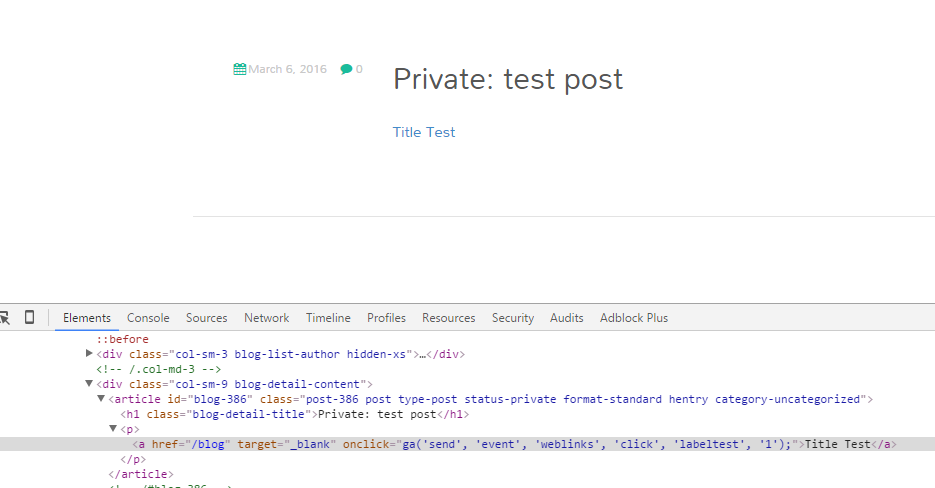 March 6, 2016 0
Private: test post
Title Test
Elements Console Sources Network Timeline Profiles Resources Security Audits Adblock Plus
::before
<div class="col-sm-3 blog-list-author hidden-xs">…</div>
<!-- /.col-md-3 -->
<div class="col-sm-9 blog-detail-content">
<article id="blog-386" class="post-386 post type-post status-private format-standard hentry category-uncategorized">
<h1 class="blog-detail-title">Private: test post</h1>
<p>
<a href="/blog" target="_blank" onclick="ga('send', 'event', 'weblinks', 'click', 'labeltest', '1');">Title Test</a>
</p>
</article>